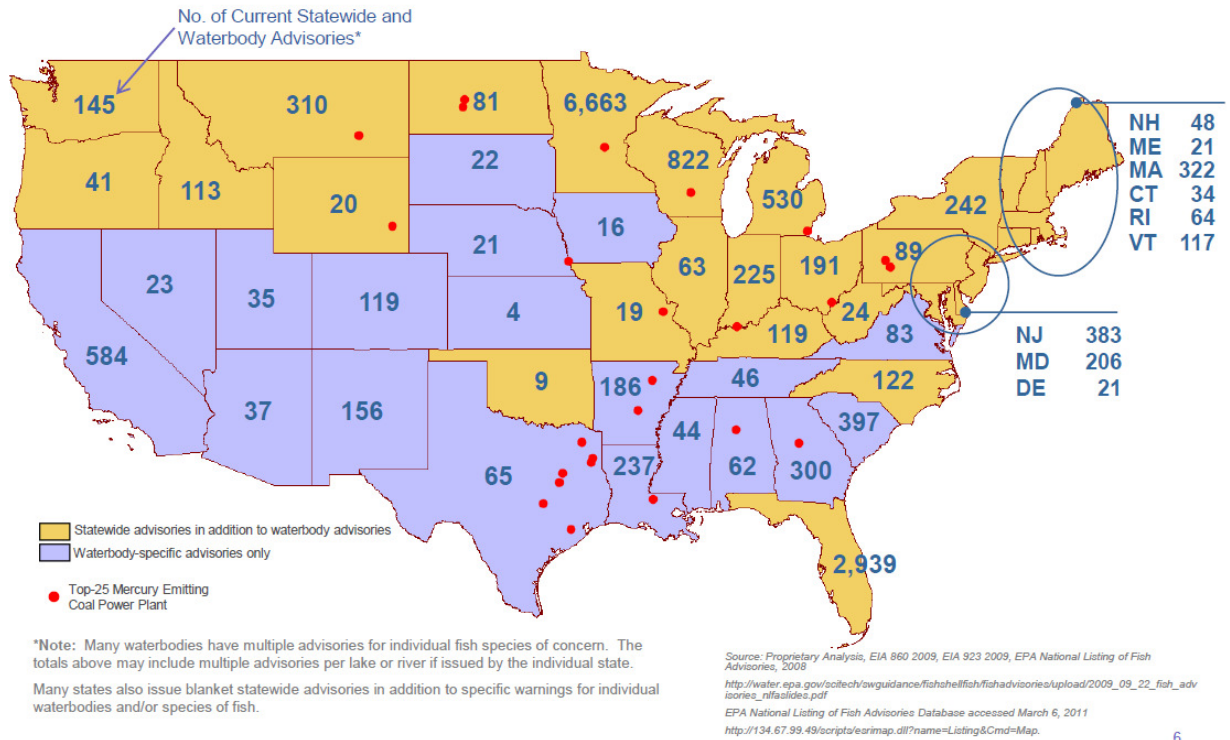 No. of Current Statewide and
Waterbody Advisories*
145
310
81
6,663
822
530
242
41
113
20
22
16
21
63
225
191
89
NH 48
ME 21
MA 322
CT 34
RI 64
VT 117
23
35
119
4
19
119
24
83
NJ 383
MD 206
DE 21
584
37
156
9
186
46
122
397
65
237
44
62
300
2,939
Statewide advisories in addition to waterbody advisories
Waterbody-specific advisories only
Top-25 Mercury Emitting
Coal Power Plant
*Note: Many waterbodies have multiple advisories for individual fish species of concern. The
totals above may include multiple advisories per lake or river if issued by the individual state.
Many states also issue blanket statewide advisories in addition to specific warnings for individual
waterbodies and/or species of fish.
Source: Proprietary Analysis, EIA 860 2009, EIA 923 2009, EPA National Listing of Fish
Advisories, 2008
http://water.epa.gov/scitech/swguidance/fishshellfish/fishadvisories/upload/2009_09_22_fish_adv
isories_nlfaslides.pdf
EPA National Listing of Fish Advisories Database accessed March 6, 2011
http://134.67.99.49/scripts/esrimap.dll?name=Listing&Cmd=Map.
6